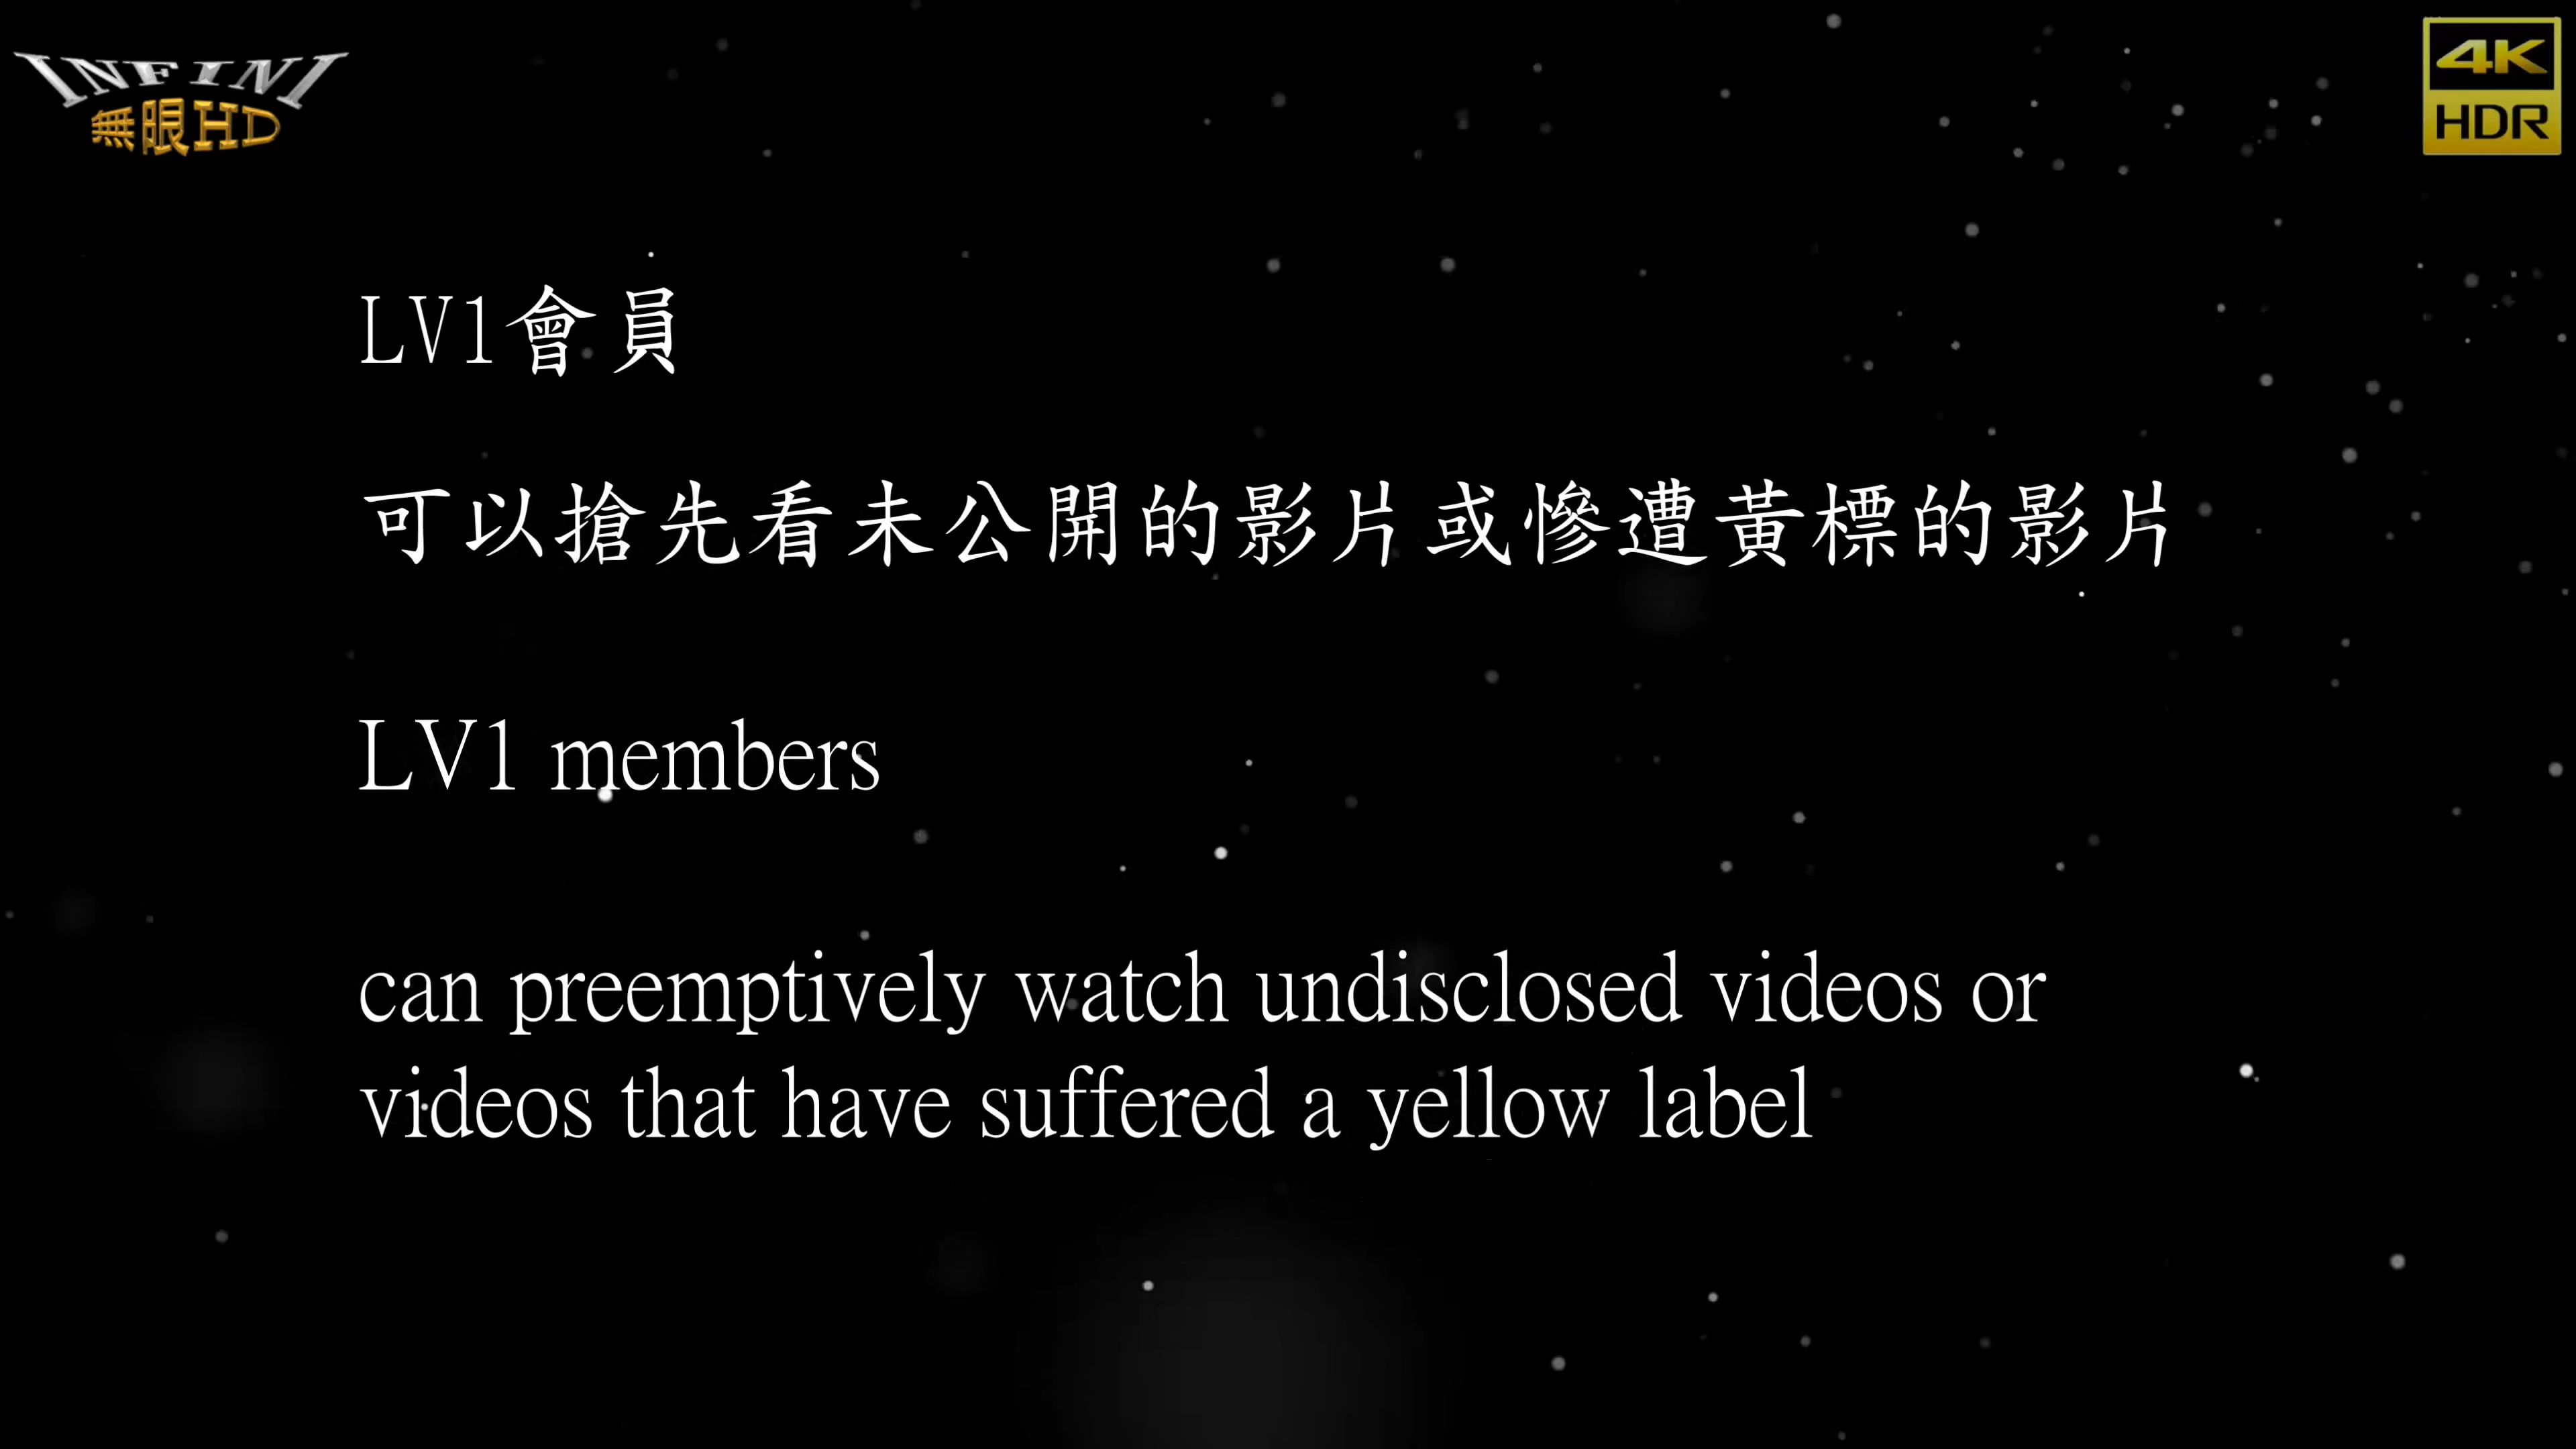 INFINI
無限HD
4K
HDR
LV1會員
可以搶先看未公開的影片或慘遭黃標的影片
LV1 members
can preemptively watch undisclosed videos or
videos that have suffered a yellow label